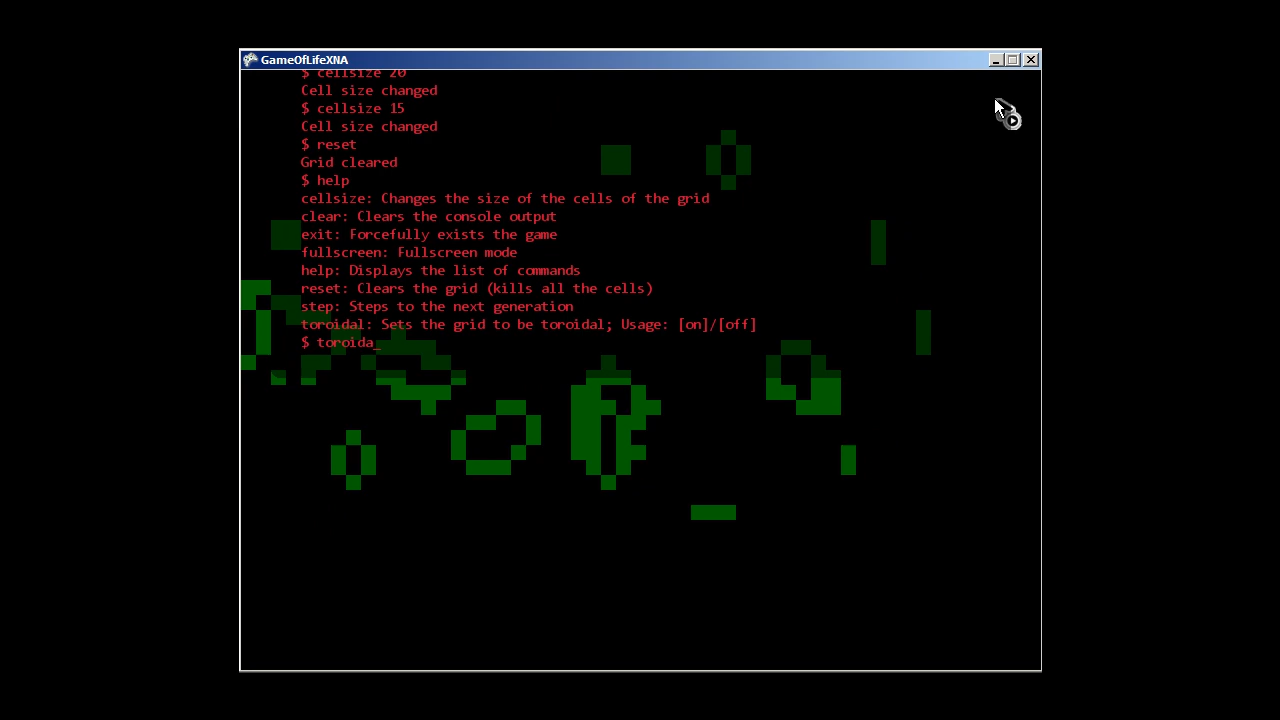 GameOfLifeXNA
$ cellsize 20
Cell size changed
$ cellsize 15
Cell size changed
$ reset
Grid cleared
$ help
cellsize: Changes the size of the cells of the grid
clear: Clears the console output
exit: Forcefully exists the game
fullscreen: Fullscreen mode
help: Displays the list of commands
reset: Clears the grid (kills all the cells)
step: Steps to the next generation
toroidal: Sets the grid to be toroidal; Usage: [on]/[off]
$ toroida_